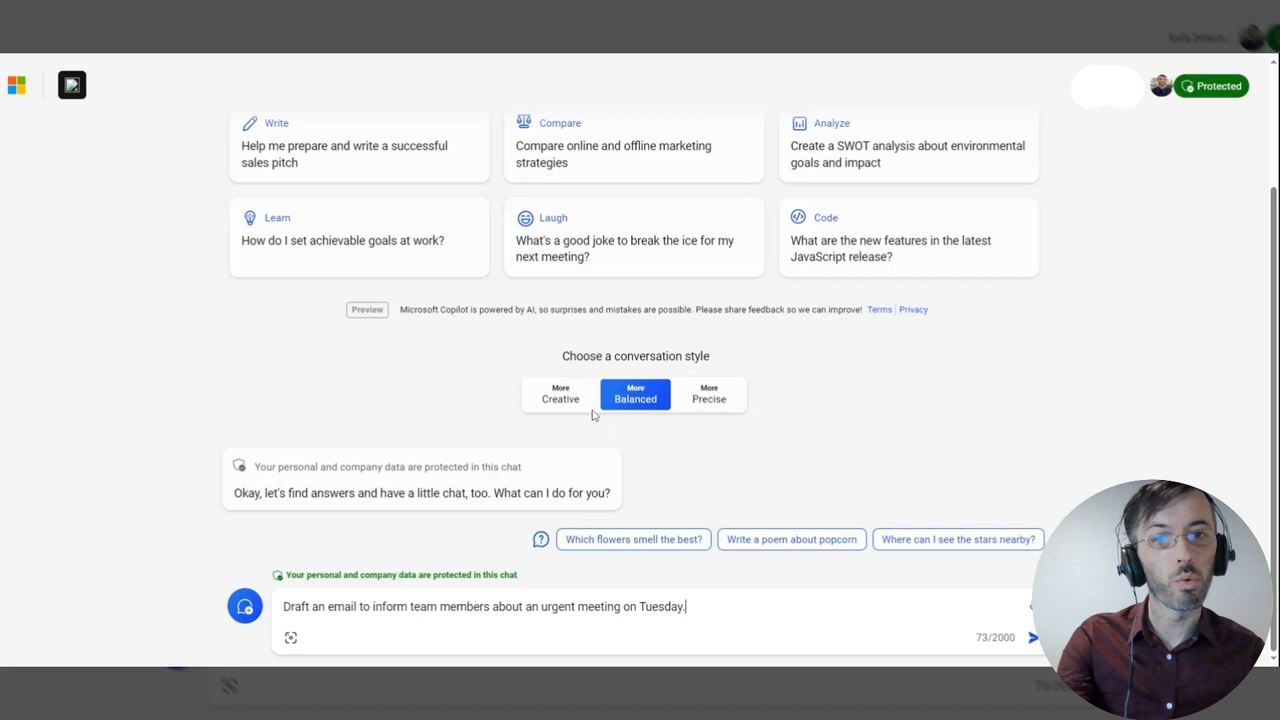 Protected
Write
Help me prepare and write a successful
sales pitch
Compare
Compare online and offline marketing
strategies
Analyze
Create a SWOT analysis about environmental
goals and impact
Learn
How do I set achievable goals at work?
Laugh
What's a good joke to break the ice for my
next meeting?
Code
What are the new features in the latest
JavaScript release?
Preview Microsoft Copilot is powered by AI, so surprises and mistakes are possible. Please share feedback so we can improve! Terms | Privacy
Choose a conversation style
More
Creative
More
Balanced
More
Precise
Your personal and company data are protected in this chat
Okay, let's find answers and have a little chat, too. What can I do for you?
Which flowers smell the best? Write a poem about popcorn Where can I see the stars nearby?
Your personal and company data are protected in this chat
Draft an email to inform team members about an urgent meeting on Tuesday.
73/2000